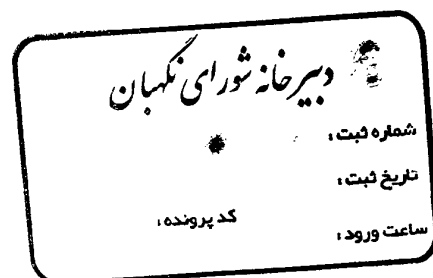 دبیرخانه شورای نگهبان
شماره ثبت :
تاریخ ثبت :
کد پرونده :
ساعت ورود :